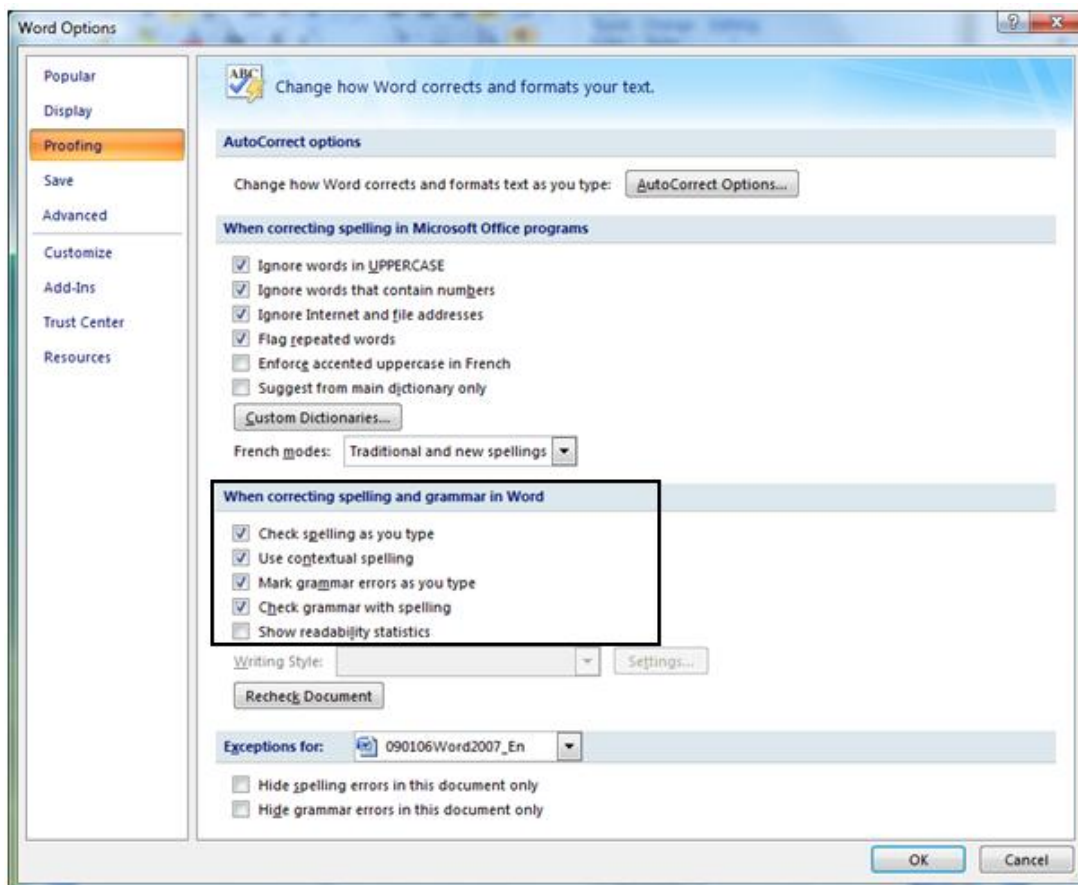 Word Options
Popular
Display
Proofing
Save
Advanced
Customize
Add-Ins
Trust Center
Resources
ABC
Change how Word corrects and formats your text.
AutoCorrect options
Change how Word corrects and formats text as you type: AutoCorrect Options...
When correcting spelling in Microsoft Office programs
Ignore words in UPPERCASE
Ignore words that contain numbers
Ignore Internet and file addresses
Flag repeated words
Enforce accented uppercase in French
Suggest from main dictionary only
Custom Dictionaries...
French modes: Traditional and new spellings
When correcting spelling and grammar in Word
Check spelling as you type
Use contextual spelling
Mark grammar errors as you type
Check grammar with spelling
Show readability statistics
Writing Style: Settings...
Recheck Document
Exceptions for: 090106Word2007_En
Hide spelling errors in this document only
Hide grammar errors in this document only
OK Cancel